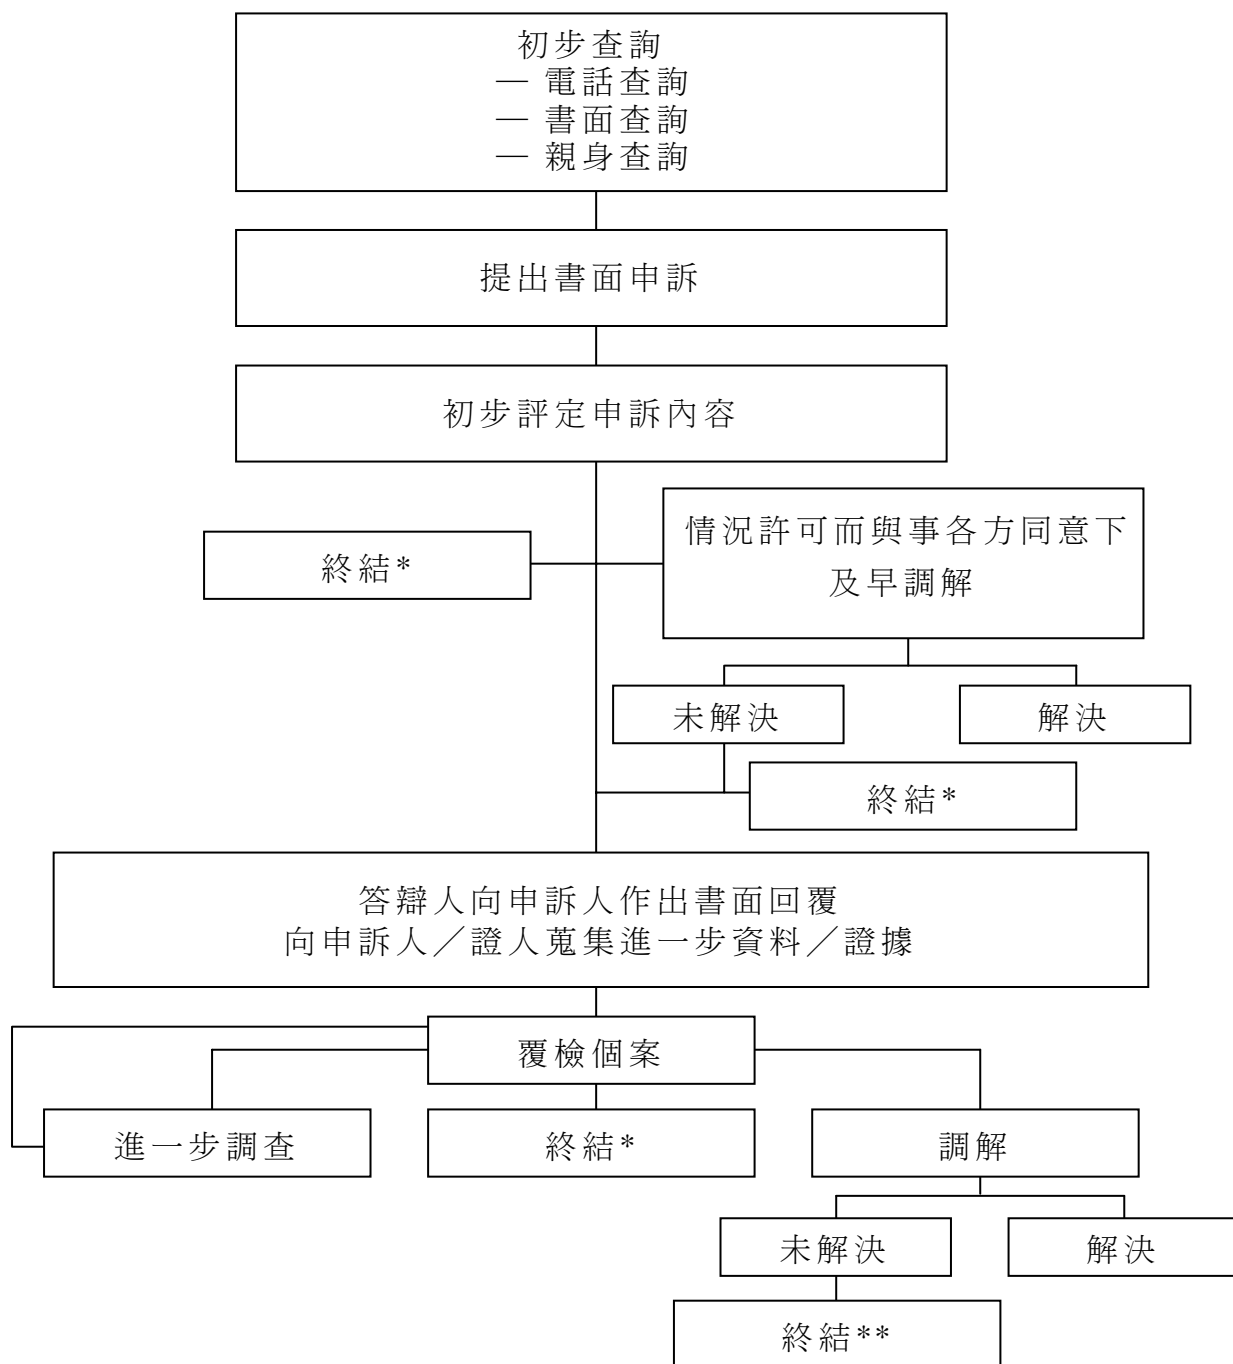 初步查詢
— 電話查詢
— 書面查詢
— 親身查詢
提出書面申訴
初步評定申訴內容
終結*
情況許可而與事各方同意下
及早調解
未解決
解決
終結*
答辯人向申訴人作出書面回覆
向申訴人／證人蒐集進一步資料／證據
覆檢個案
進一步調查
終結*
調解
未解決
解決
終結**